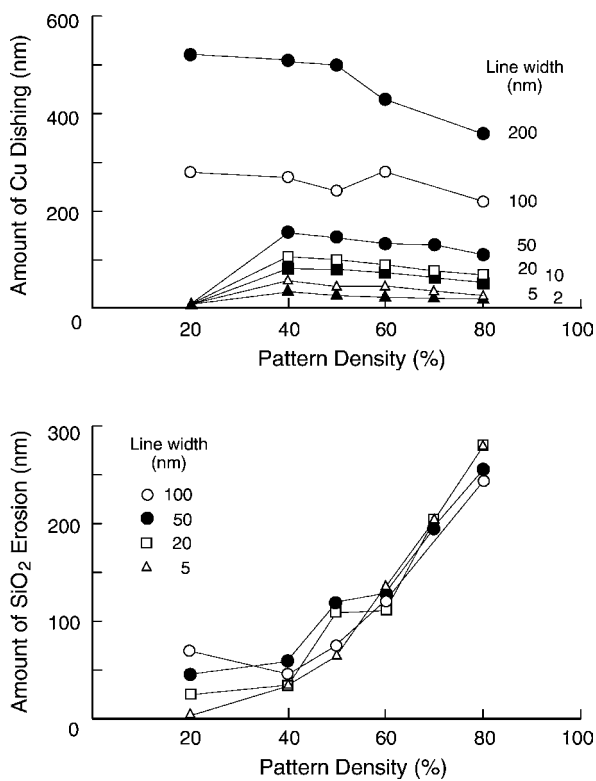 600
400
200
0
Amount of Cu Dishing (nm)
Line width
(nm)
200
100
50
20 10
5 2
20 40 60 80 100
Pattern Density (%)
300
200
100
0
Amount of SiO2 Erosion (nm)
Line width
(nm)
100
50
20
5
20 40 60 80 100
Pattern Density (%)